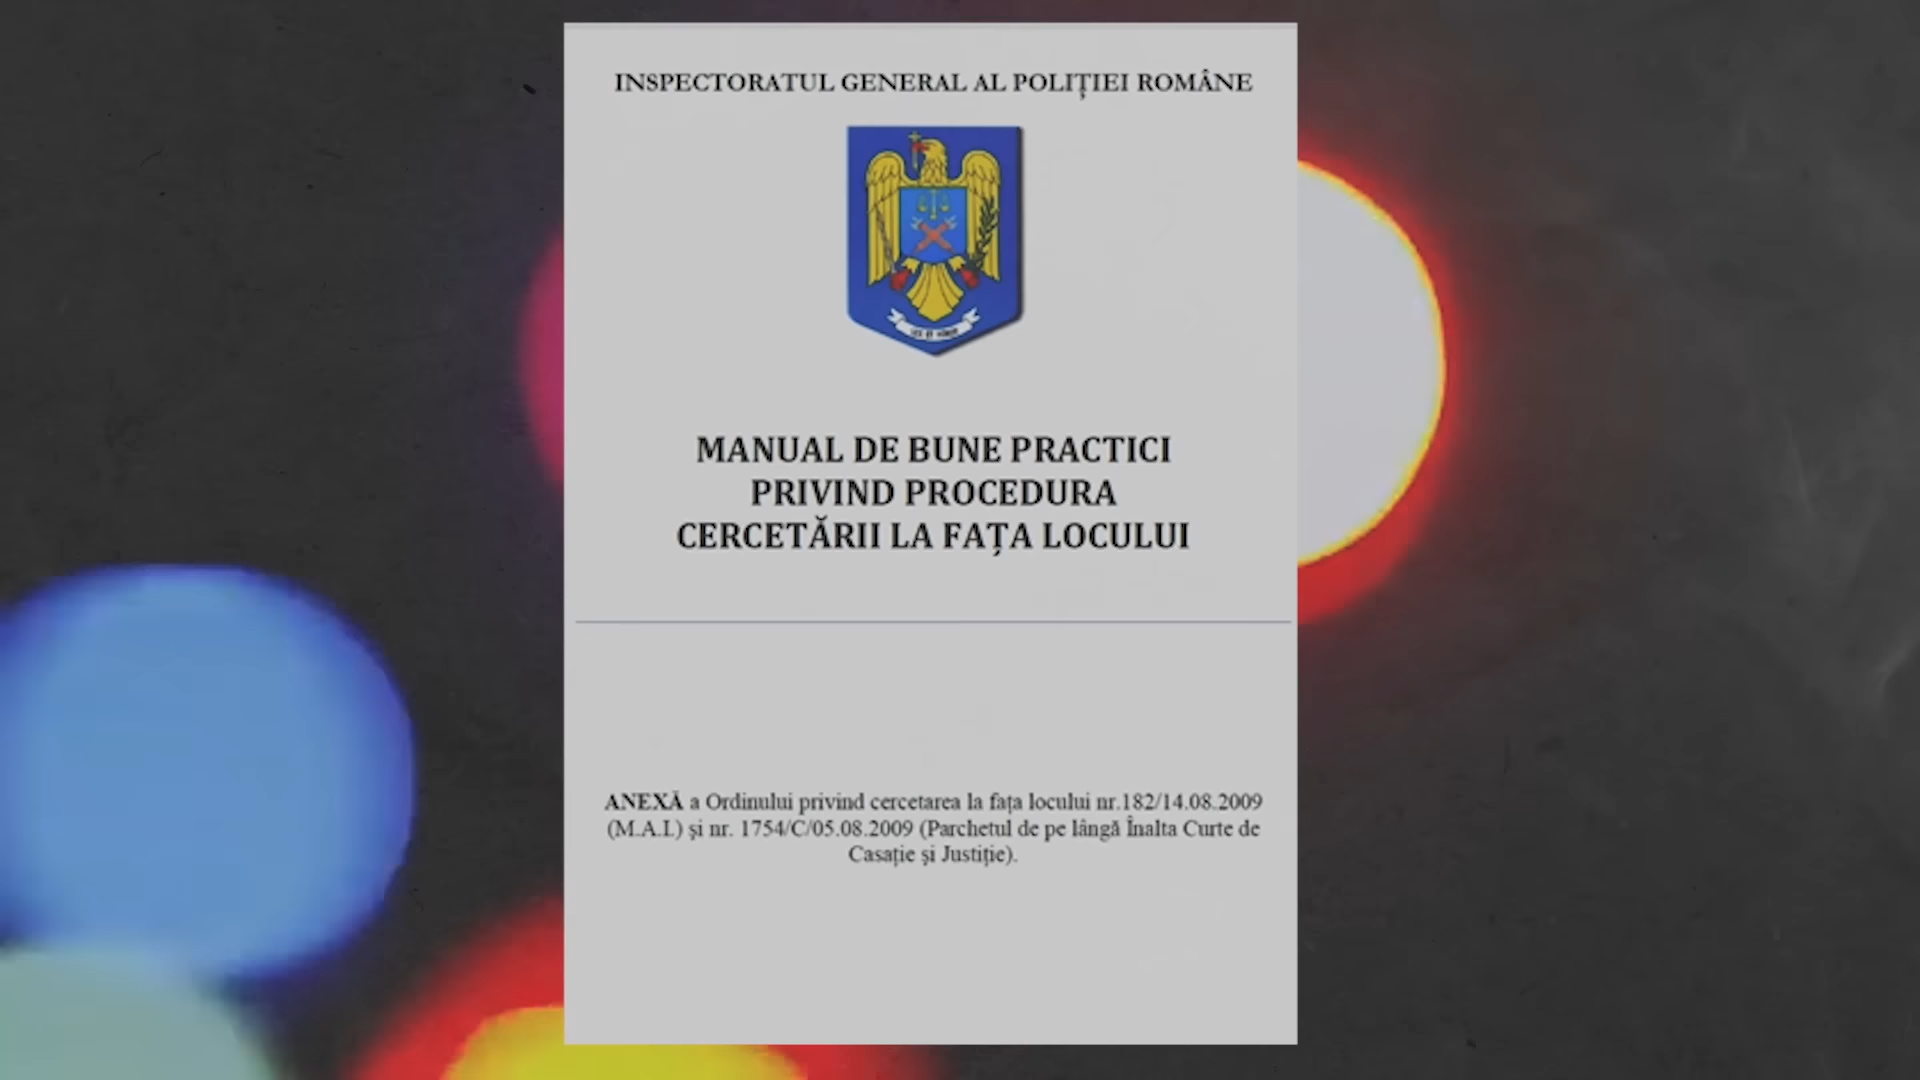 INSPECTORATUL GENERAL AL POLIȚIEI ROMÂNE
MANUAL DE BUNE PRACTICI
PRIVIND PROCEDURA
CERCETĂRII LA FAȚA LOCULUI
ANEXĂ a Ordinului privind cercetarea la fața locului nr.182/14.08.2009
(M.A.I.) și nr. 1754/C/05.08.2009 (Parchetul de pe lângă Înalta Curte de
Casație și Justiție).